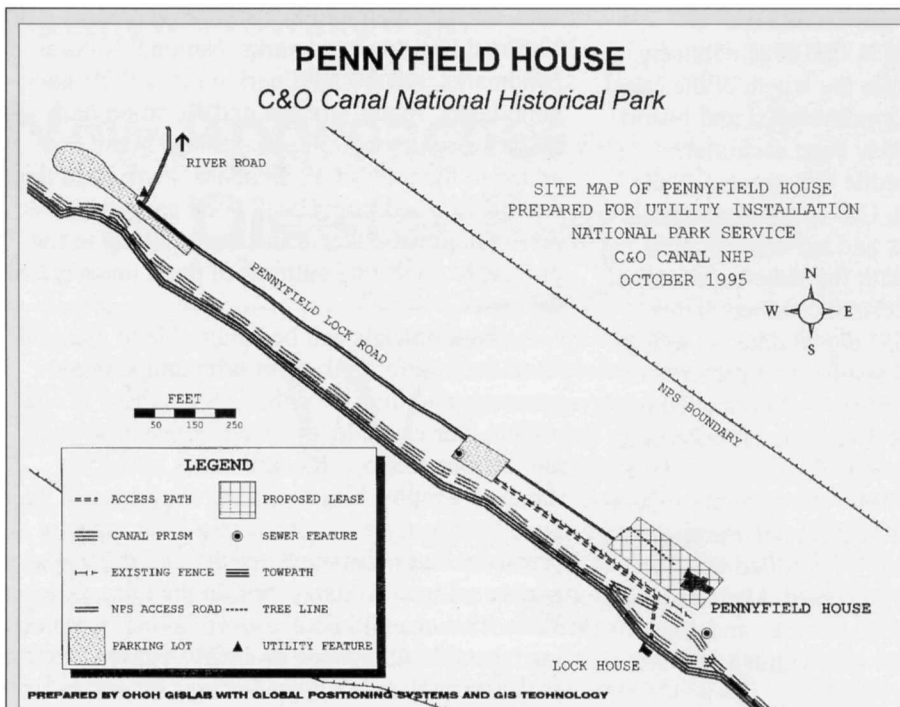 PENNYFIELD HOUSE
C&O Canal National Historical Park
RIVER ROAD
SITE MAP OF PENNYFIELD HOUSE
PREPARED FOR UTILITY INSTALLATION
NATIONAL PARK SERVICE
C&O CANAL NHP
OCTOBER 1995
N
W E
S
PENNYFIELD LOCK ROAD
NPS BOUNDARY
FEET
50 150 250
LEGEND
ACCESS PATH
PROPOSED LEASE
CANAL PRISM
SEWER FEATURE
EXISTING FENCE
TOWPATH
NPS ACCESS ROAD
TREE LINE
PARKING LOT
UTILITY FEATURE
PENNYFIELD HOUSE
LOCK HOUSE
PREPARED BY CHOH GISLAB WITH GLOBAL POSITIONING SYSTEMS AND GIS TECHNOLOGY